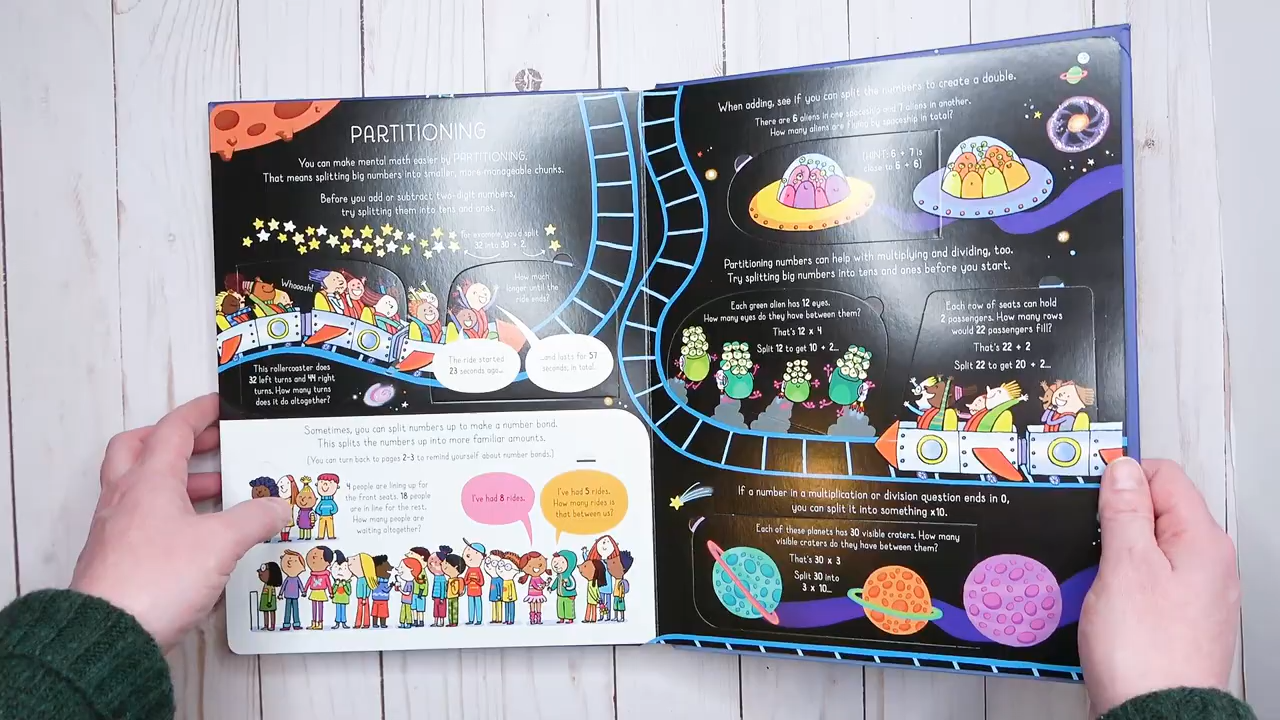 PARTITIONING
You can make mental math easier by PARTITIONING.
That means splitting big numbers into smaller, more manageable chunks.
Before you add or subtract two-digit numbers,
try splitting them into tens and ones.
For example, you'd split
32 into 30 + 2.
Whooosh!
How much
longer until the
ride ends?
The ride started
23 seconds ago...
...and lasts for 57
seconds, in total.
This rollercoaster does
32 left turns and 44 right
turns. How many turns
does it do altogether?
Sometimes, you can split numbers up to make a number bond.
This splits the numbers up into more familiar amounts.
(You can turn back to pages 2-3 to remind yourself about number bonds.)
4 people are lining up for
the front seats. 18 people
are in line for the rest.
How many people are
waiting altogether?
I've had 8 rides.
I've had 5 rides.
How many rides is
that between us?
When adding, see if you can split the numbers to create a double.
There are 6 aliens in one spaceship and 7 aliens in another.
How many aliens are flying by spaceship in total?
(HINT: 6 + 7 is
close to 6 + 6)
Partitioning numbers can help with multiplying and dividing, too.
Try splitting big numbers into tens and ones before you start.
Each green alien has 12 eyes.
How many eyes do they have between them?
That's 12 x 4
Split 12 to get 10 + 2...
Each row of seats can hold
2 passengers. How many rows
would 22 passengers fill?
That's 22 ÷ 2
Split 22 to get 20 + 2...
If a number in a multiplication or division question ends in 0,
you can split it into something x10.
Each of these planets has 30 visible craters. How many
visible craters do they have between them?
That's 30 x 3
Split 30 into
3 x 10...